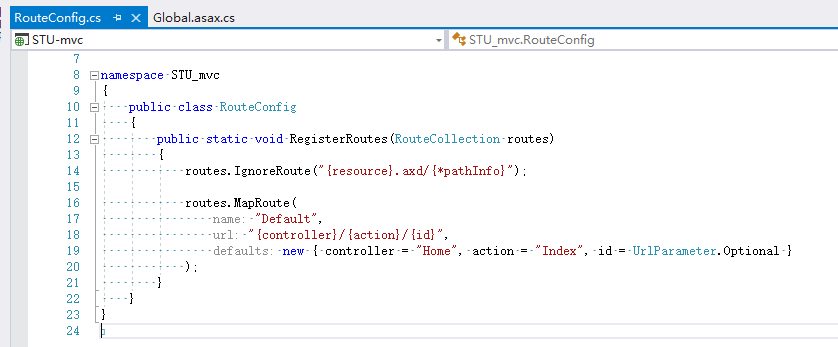 RouteConfig.cs Global.asax.cs
STU-mvc STU_mvc.RouteConfig
7
8 namespace STU_mvc
9 {
10 public class RouteConfig
11 {
12 public static void RegisterRoutes(RouteCollection routes)
13 {
14 routes.IgnoreRoute("{resource}.axd/{*pathInfo}");
15
16 routes.MapRoute(
17 name: "Default",
18 url: "{controller}/{action}/{id}",
19 defaults: new { controller = "Home", action = "Index", id = UrlParameter.Optional }
20 );
21 }
22 }
23 }
24